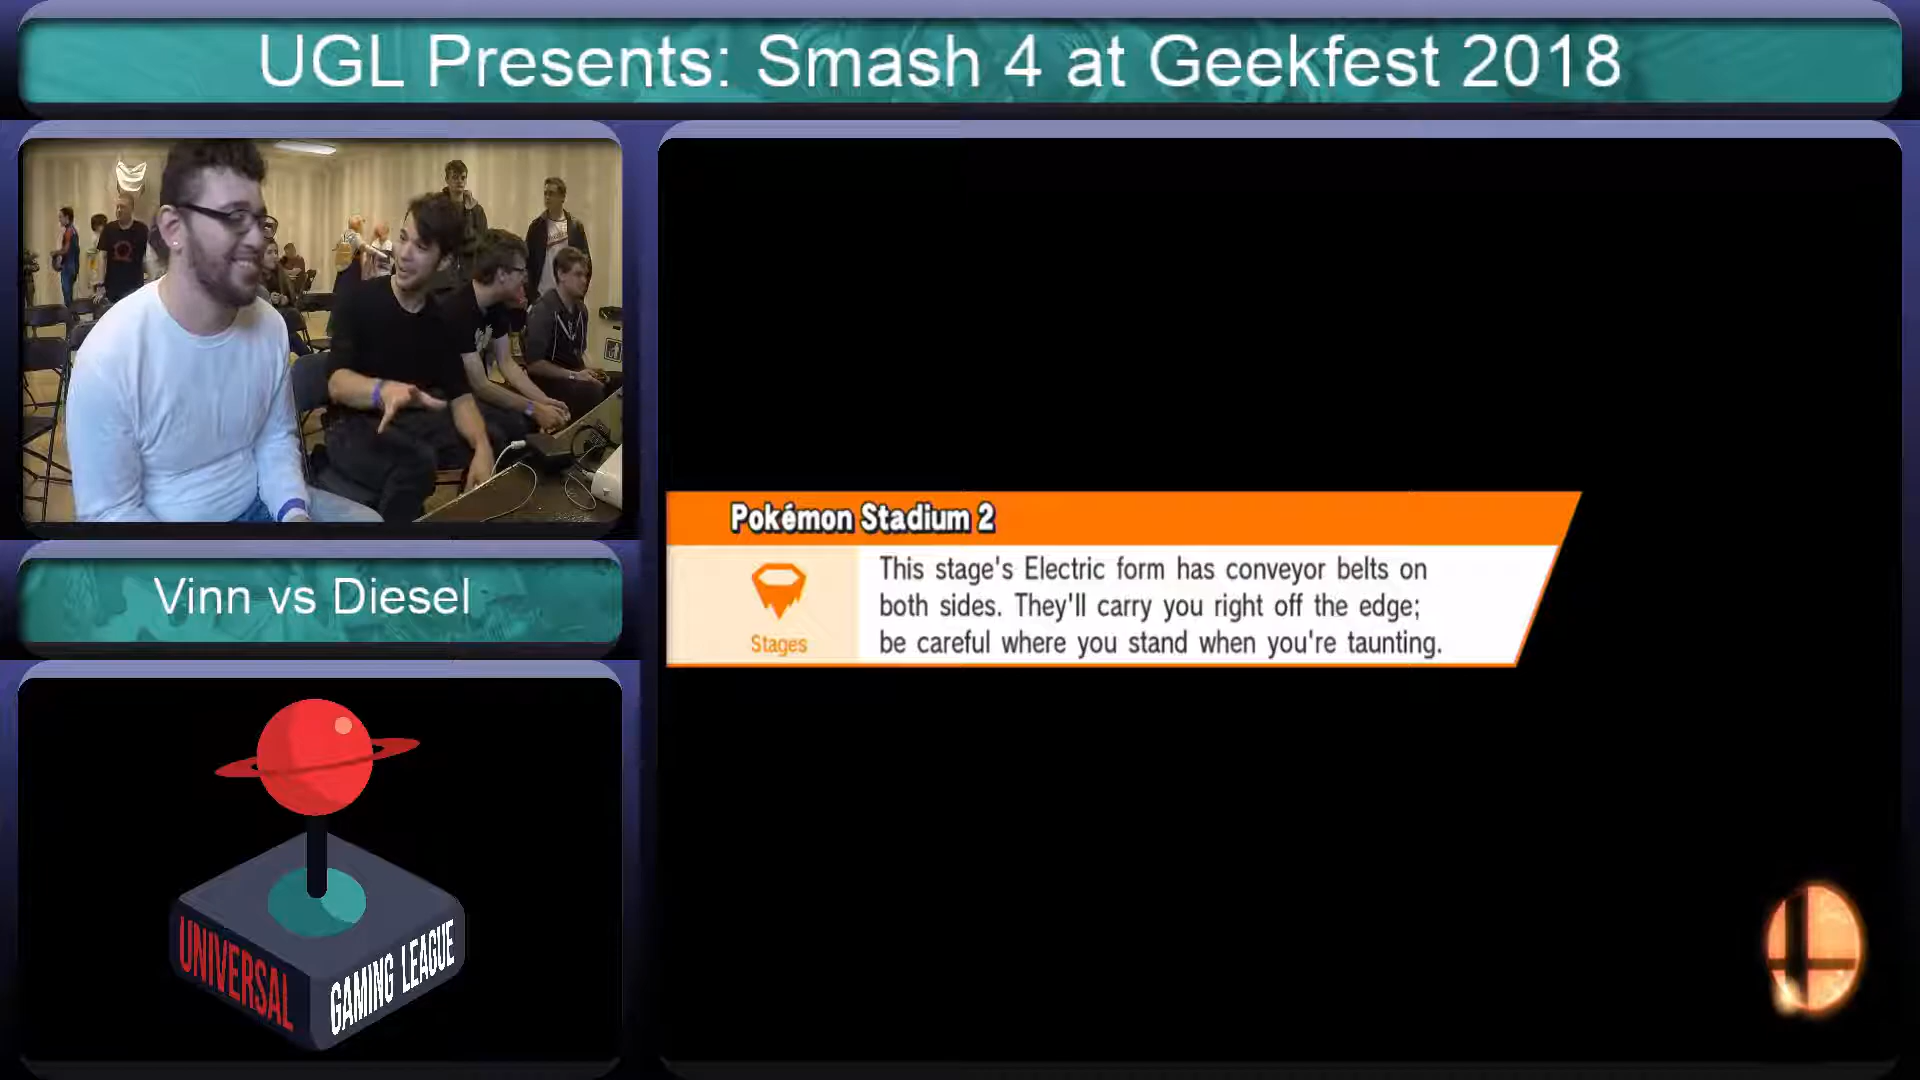 UGL Presents: Smash 4 at Geekfest 2018
Vinn vs Diesel
UNIVERSAL
GAMING LEAGUE
Pokémon Stadium 2
Stages
This stage's Electric form has conveyor belts on
both sides. They'll carry you right off the edge;
be careful where you stand when you're taunting.